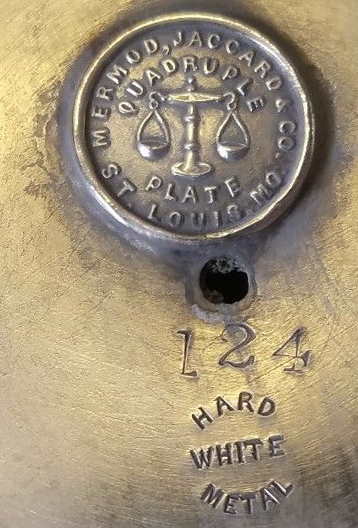 MERMOD, JACCARD & CO.
QUADRUPLE
PLATE
ST. LOUIS. MO.
124
HARD
WHITE
METAL